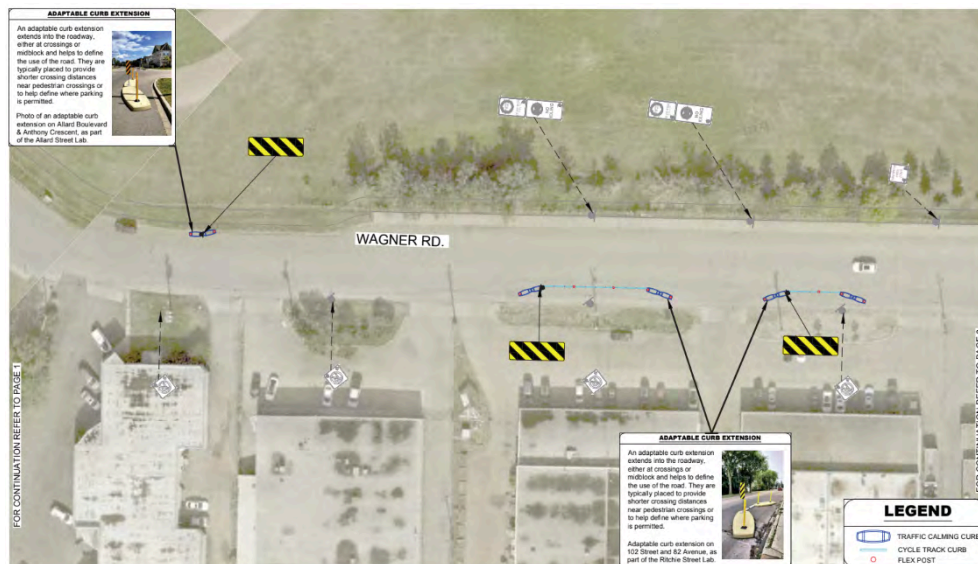 ADAPTABLE CURB EXTENSION
An adaptable curb extension
extends into the roadway,
either at crossings or
midblock and helps to define
the use of the road. They are
typically placed to provide
shorter crossing distances
near pedestrian crossings or
to help define where parking
is permitted.
Photo of an adaptable curb
extension on Allard Boulevard
& Anthony Crescent, as part
of the Allard Street Lab.
WAGNER RD.
FOR CONTINUATION REFER TO PAGE 1
ADAPTABLE CURB EXTENSION
An adaptable curb extension
extends into the roadway,
either at crossings or
midblock and helps to define
the use of the road. They are
typically placed to provide
shorter crossing distances
near pedestrian crossings or
to help define where parking
is permitted.
Adaptable curb extension on
102 Street and 82 Avenue, as
part of the Ritchie Street Lab.
LEGEND
TRAFFIC CALMING CURB
CYCLE TRACK CURB
FLEX POST